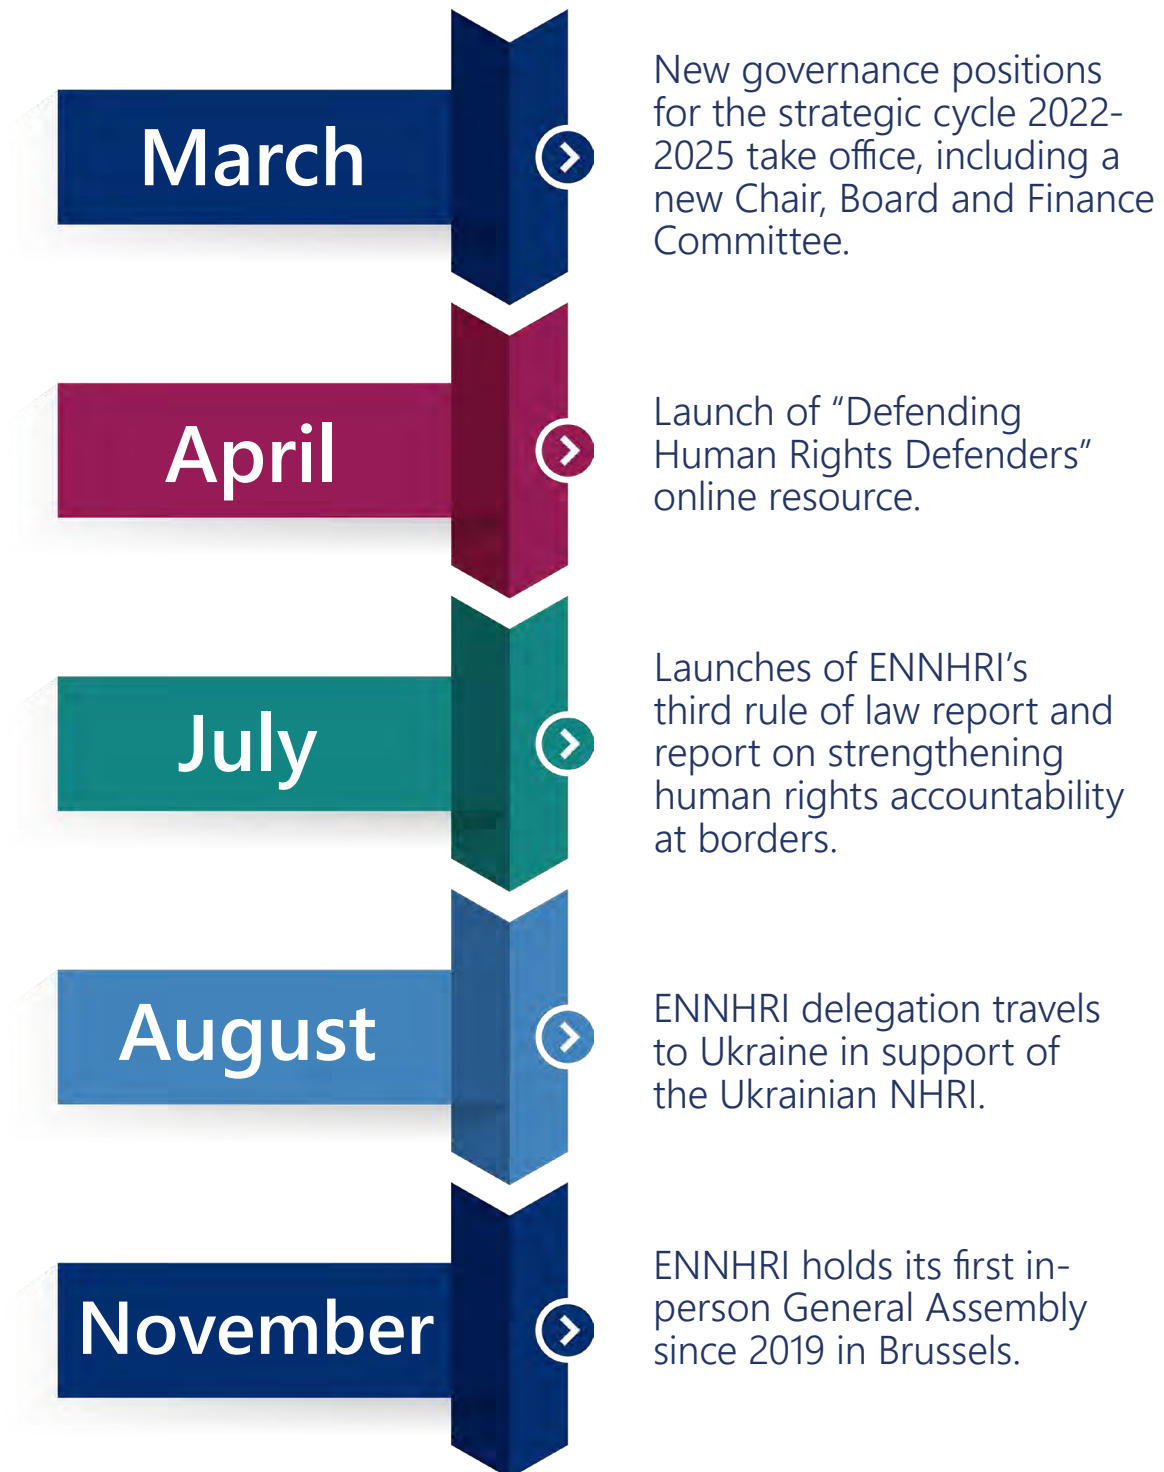 March
New governance positions
for the strategic cycle 2022-
2025 take office, including a
new Chair, Board and Finance
Committee.
April
Launch of “Defending
Human Rights Defenders”
online resource.
July
Launches of ENNHRI’s
third rule of law report and
report on strengthening
human rights accountability
at borders.
August
ENNHRI delegation travels
to Ukraine in support of
the Ukrainian NHRI.
November
ENNHRI holds its first in-
person General Assembly
since 2019 in Brussels.